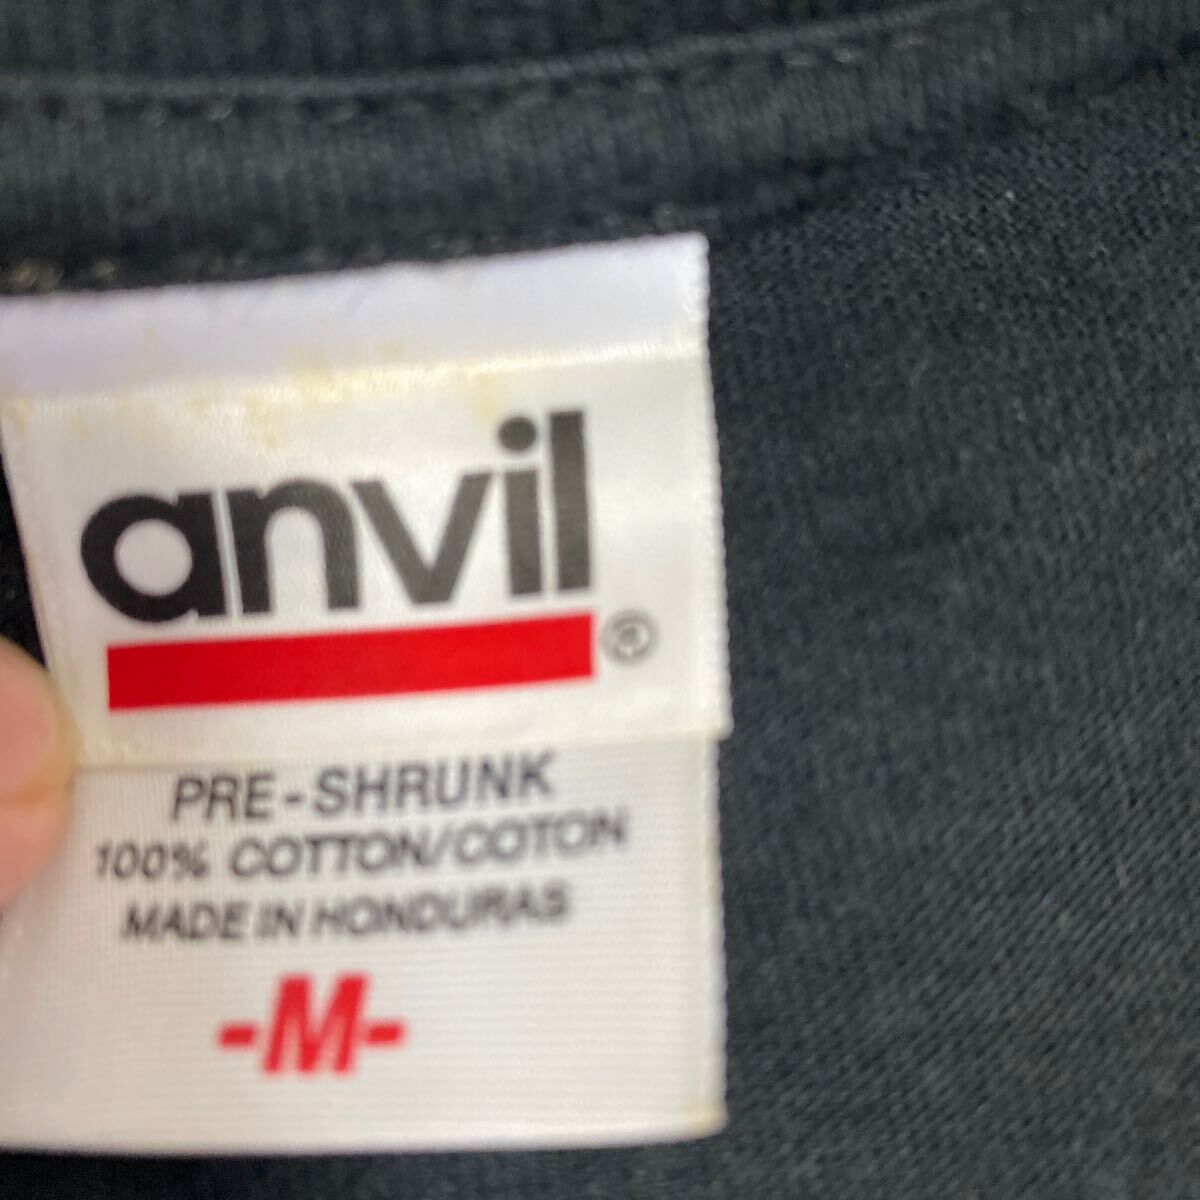 anvil®
PRE-SHRUNK
100% COTTON/COTON
MADE IN HONDURAS
-M-